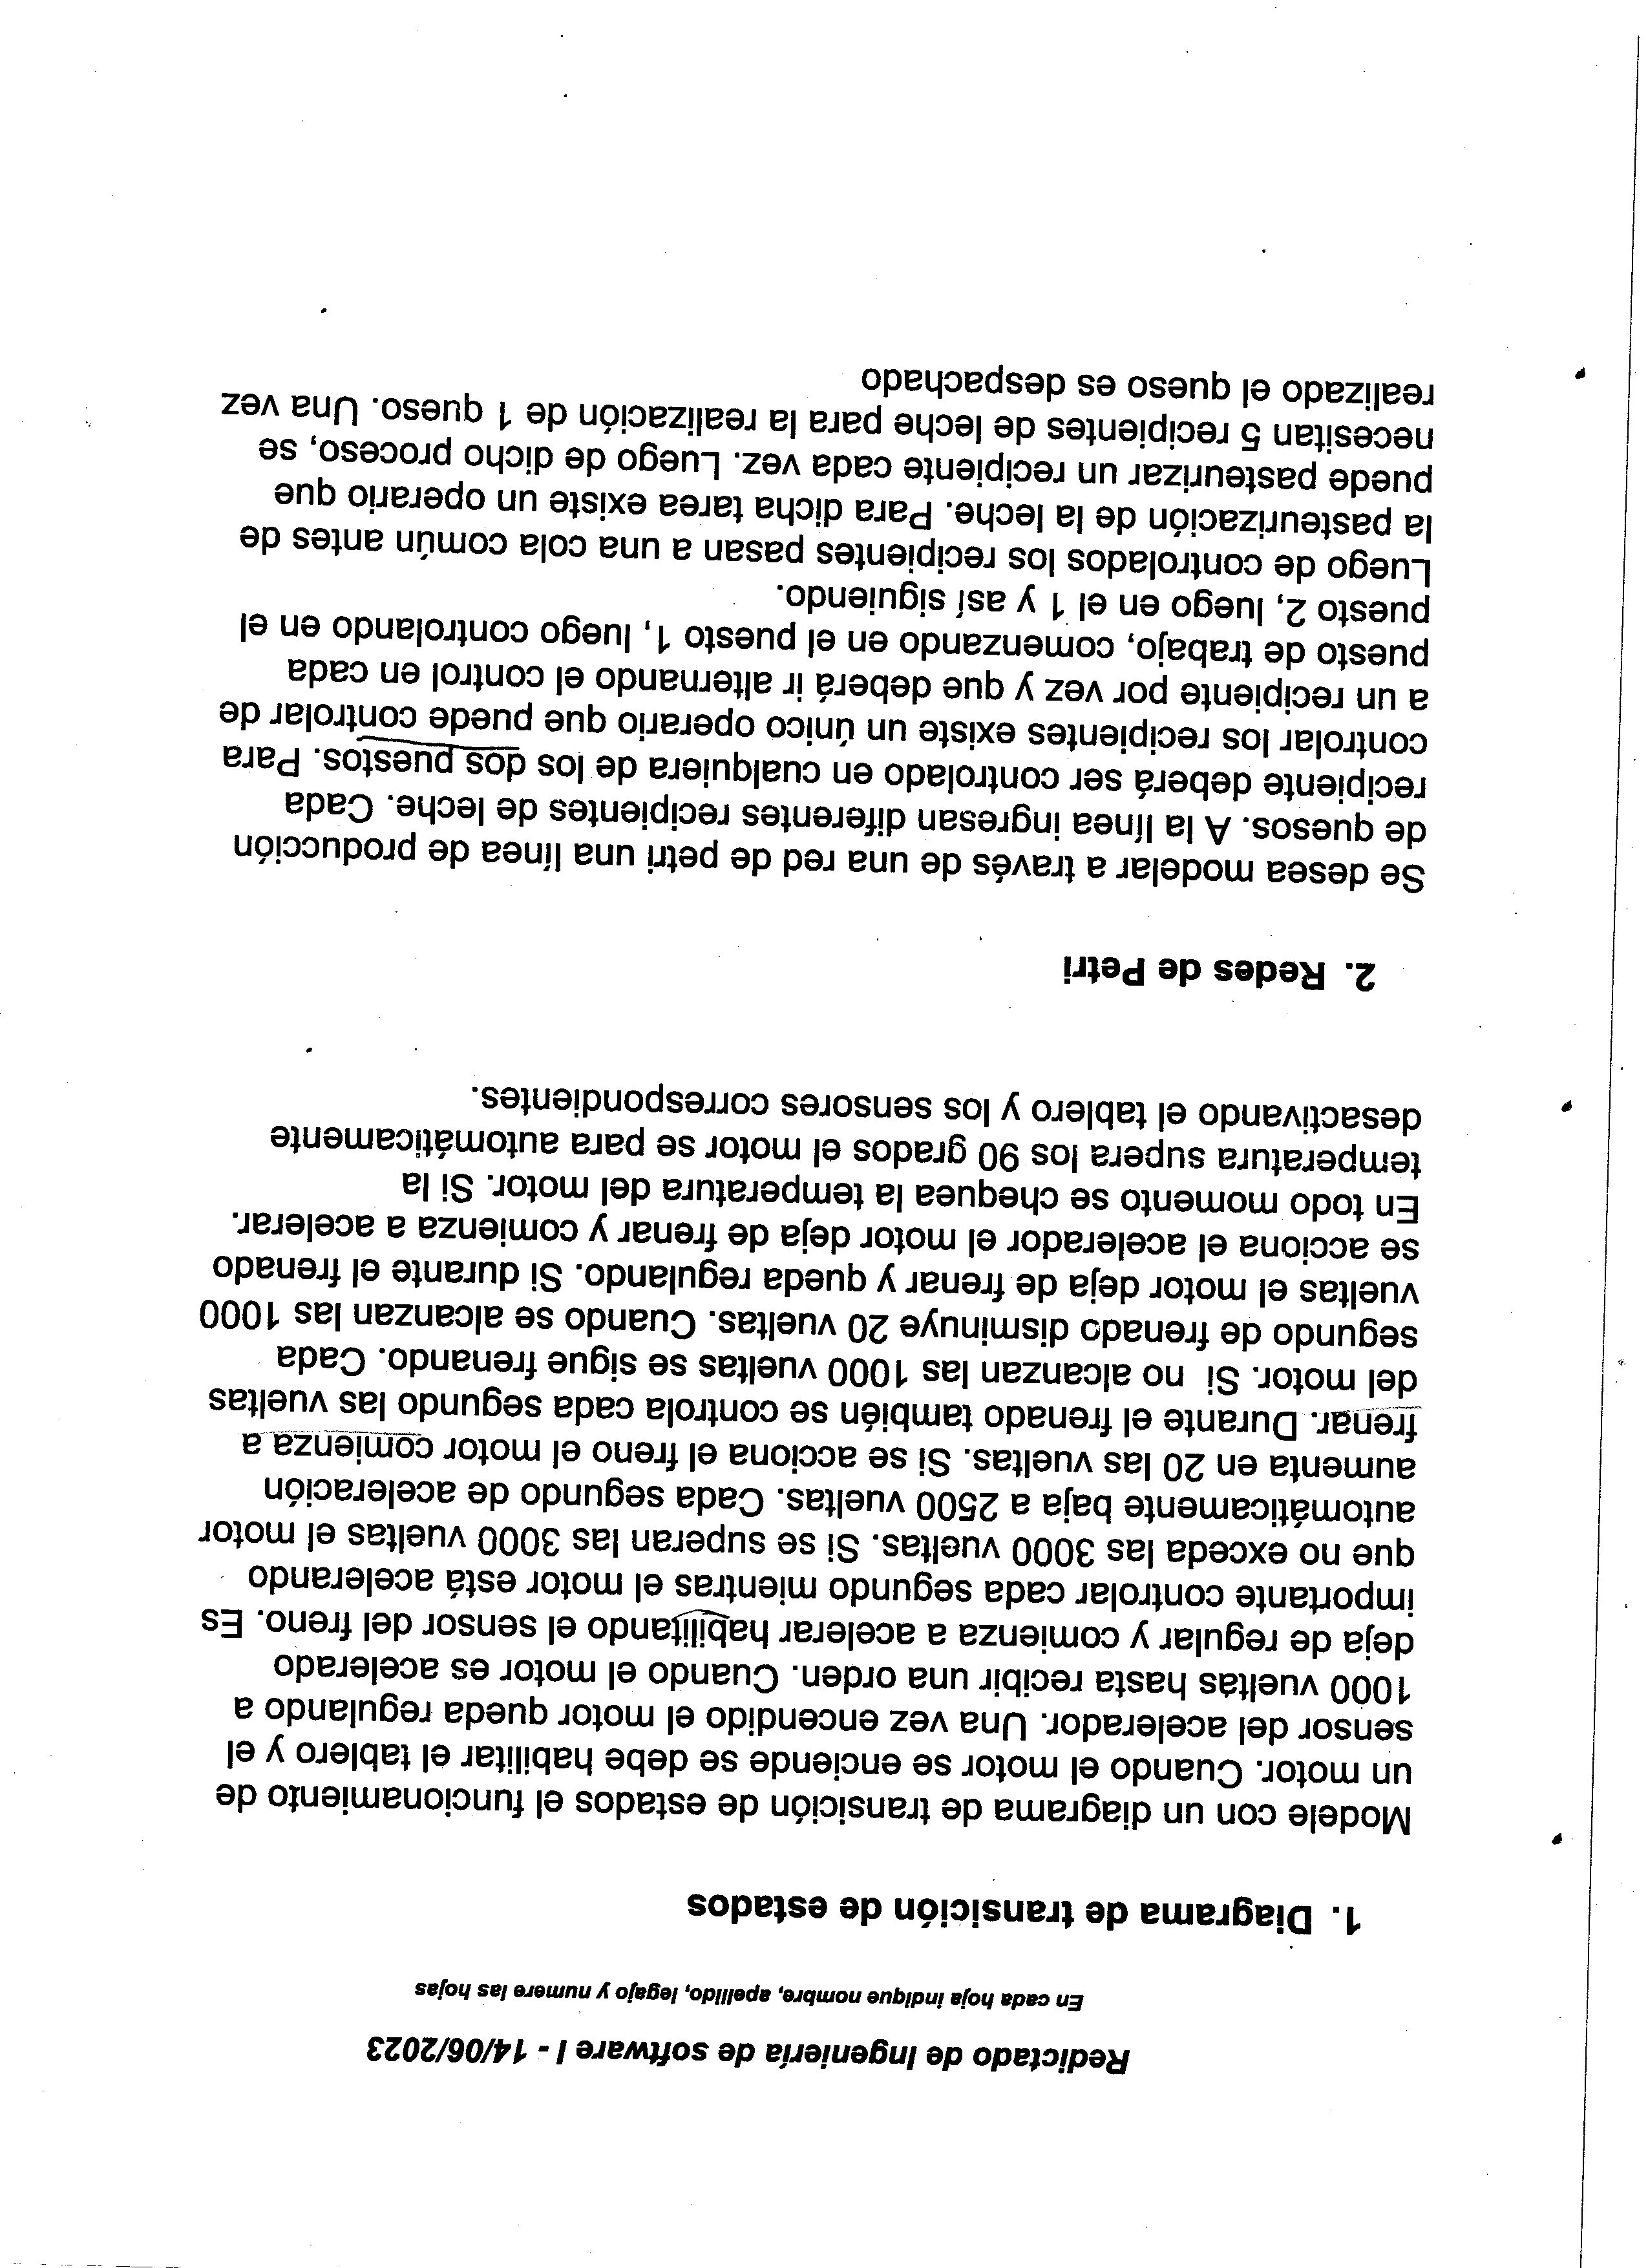 Redictado de Ingeniería de software I - 14/06/2023
En cada hoja indique nombre, apellido, legajo y numere las hojas
1. Diagrama de transición de estados
Modele con un diagrama de transición de estados el funcionamiento de
un motor. Cuando el motor se enciende se debe habilitar el tablero y el
sensor del acelerador. Una vez encendido el motor queda regulando a
1000 vueltas hasta recibir una orden. Cuando el motor es acelerado
deja de regular y comienza a acelerar habilitando el sensor del freno. Es
importante controlar cada segundo mientras el motor está acelerando
que no exceda las 3000 vueltas. Si se superan las 3000 vueltas el motor
automáticamente baja a 2500 vueltas. Cada segundo de aceleración
aumenta en 20 las vueltas. Si se acciona el freno el motor comienza a
frenar. Durante el frenado también se controla cada segundo las vueltas
del motor. Si no alcanzan las 1000 vueltas se sigue frenando. Cada
segundo de frenado disminuye 20 vueltas. Cuando se alcanzan las 1000
vueltas el motor deja de frenar y queda regulando. Si durante el frenado
se acciona el acelerador el motor deja de frenar y comienza a acelerar.
En todo momento se chequea la temperatura del motor. Si la
temperatura supera los 90 grados el motor se para automáticamente
desactivando el tablero y los sensores correspondientes.
2. Redes de Petri
Se desea modelar a través de una red de petri una línea de producción
de quesos. A la línea ingresan diferentes recipientes de leche. Cada
recipiente deberá ser controlado en cualquiera de los dos puestos. Para
controlar los recipientes existe un único operario que puede controlar de
a un recipiente por vez y que deberá ir alternando el control en cada
puesto de trabajo, comenzando en el puesto 1, luego controlando en el
puesto 2, luego en el 1 y así siguiendo.
Luego de controlados los recipientes pasan a una cola común antes de
la pasteurización de la leche. Para dicha tarea existe un operario que
puede pasteurizar un recipiente cada vez. Luego de dicho proceso, se
necesitan 5 recipientes de leche para la realización de 1 queso. Una vez
realizado el queso es despachado